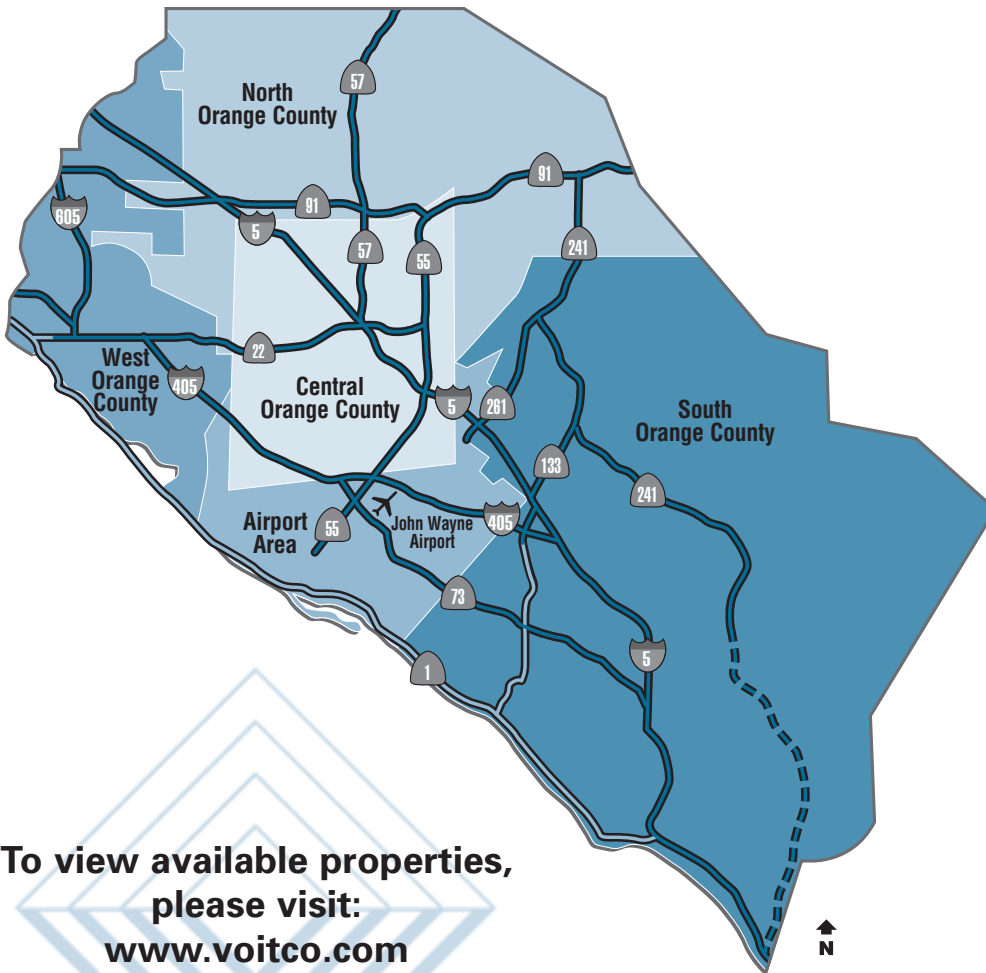 57
North
Orange County
91
91
605
5
57
55
241
22
West
Orange
County
405
Central
Orange County
5
261
South
Orange County
133
241
Airport
Area
55
John Wayne
Airport
405
73
5
1
To view available properties,
please visit:
www.voitco.com
N